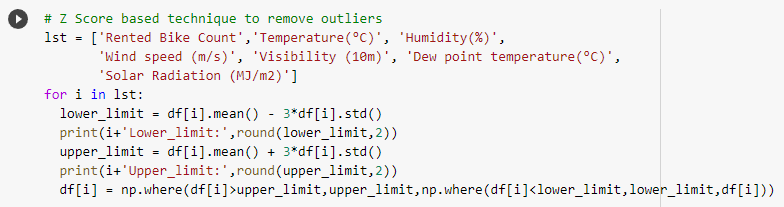 # Z Score based technique to remove outliers
lst = ['Rented Bike Count','Temperature(°C)', 'Humidity(%)',
'Wind speed (m/s)', 'Visibility (10m)', 'Dew point temperature(°C)',
'Solar Radiation (MJ/m2)']
for i in lst:
lower_limit = df[i].mean() - 3*df[i].std()
print(i+'Lower_limit:',round(lower_limit,2))
upper_limit = df[i].mean() + 3*df[i].std()
print(i+'Upper_limit:',round(upper_limit,2))
df[i] = np.where(df[i]>upper_limit,upper_limit,np.where(df[i]<lower_limit,lower_limit,df[i]))